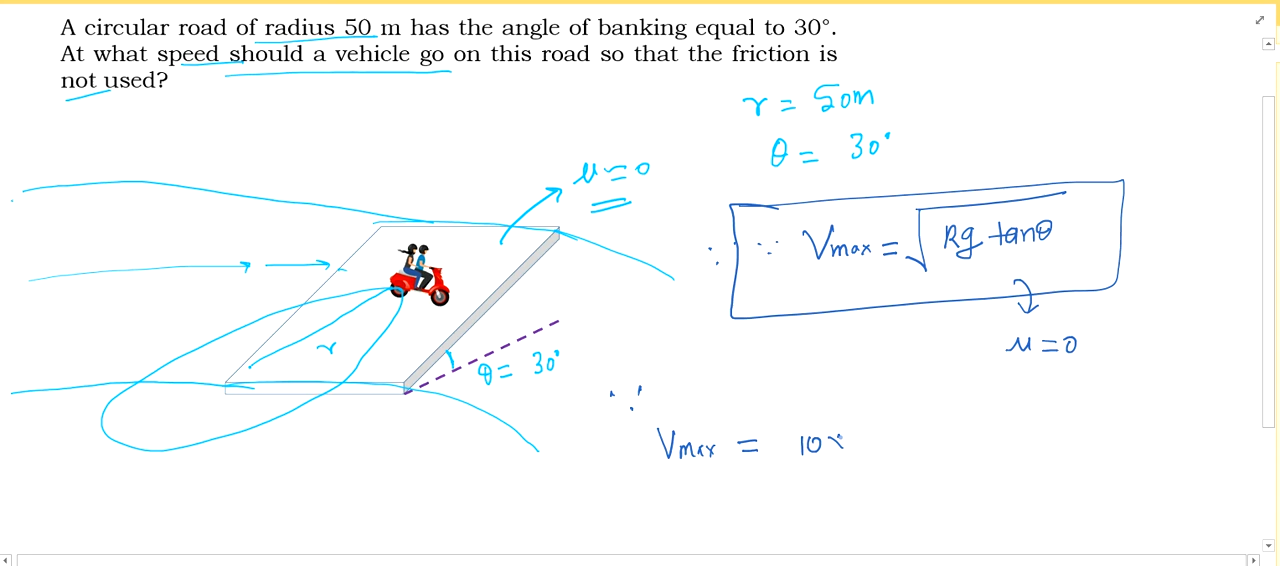 A circular road of radius 50 m has the angle of banking equal to 30°.
At what speed should a vehicle go on this road so that the friction is
not used?
r = 50m
θ = 30°
μ = 0
∵ Vmax = √Rg tanθ
μ = 0
r
θ = 30°
∵
Vmax = 10×